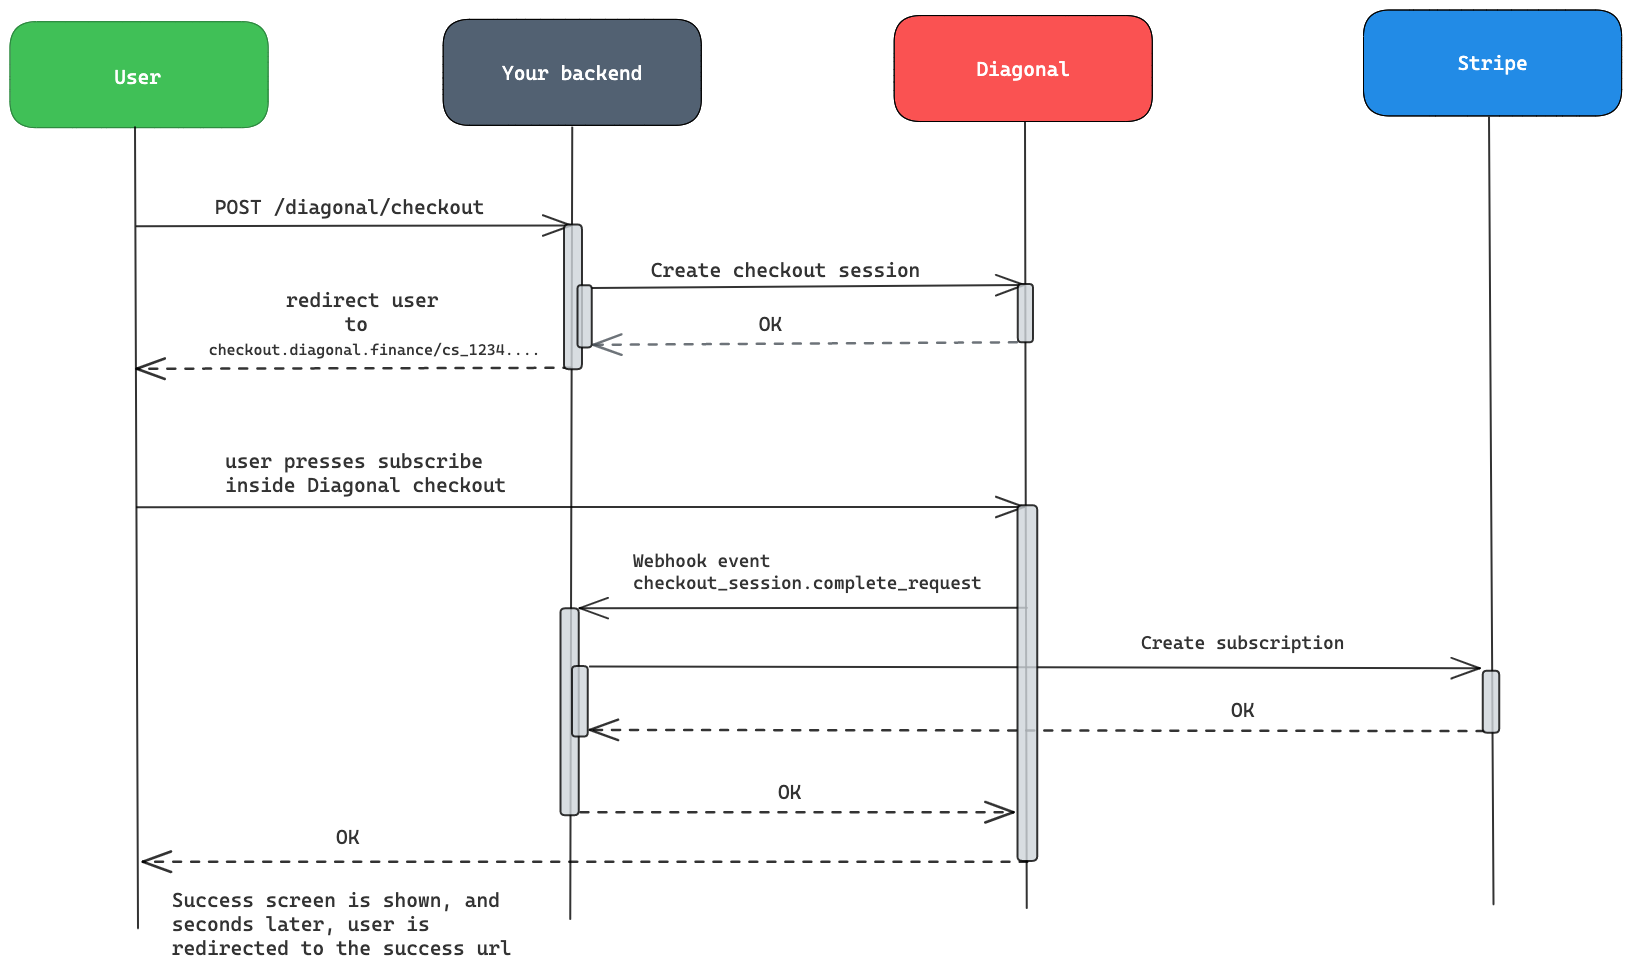 User
Your backend
Diagonal
Stripe
POST /diagonal/checkout
Create checkout session
redirect user
to
checkout.diagonal.finance/cs_1234....
OK
user presses subscribe
inside Diagonal checkout
Webhook event
checkout_session.complete_request
Create subscription
OK
OK
OK
Success screen is shown, and
seconds later, user is
redirected to the success url